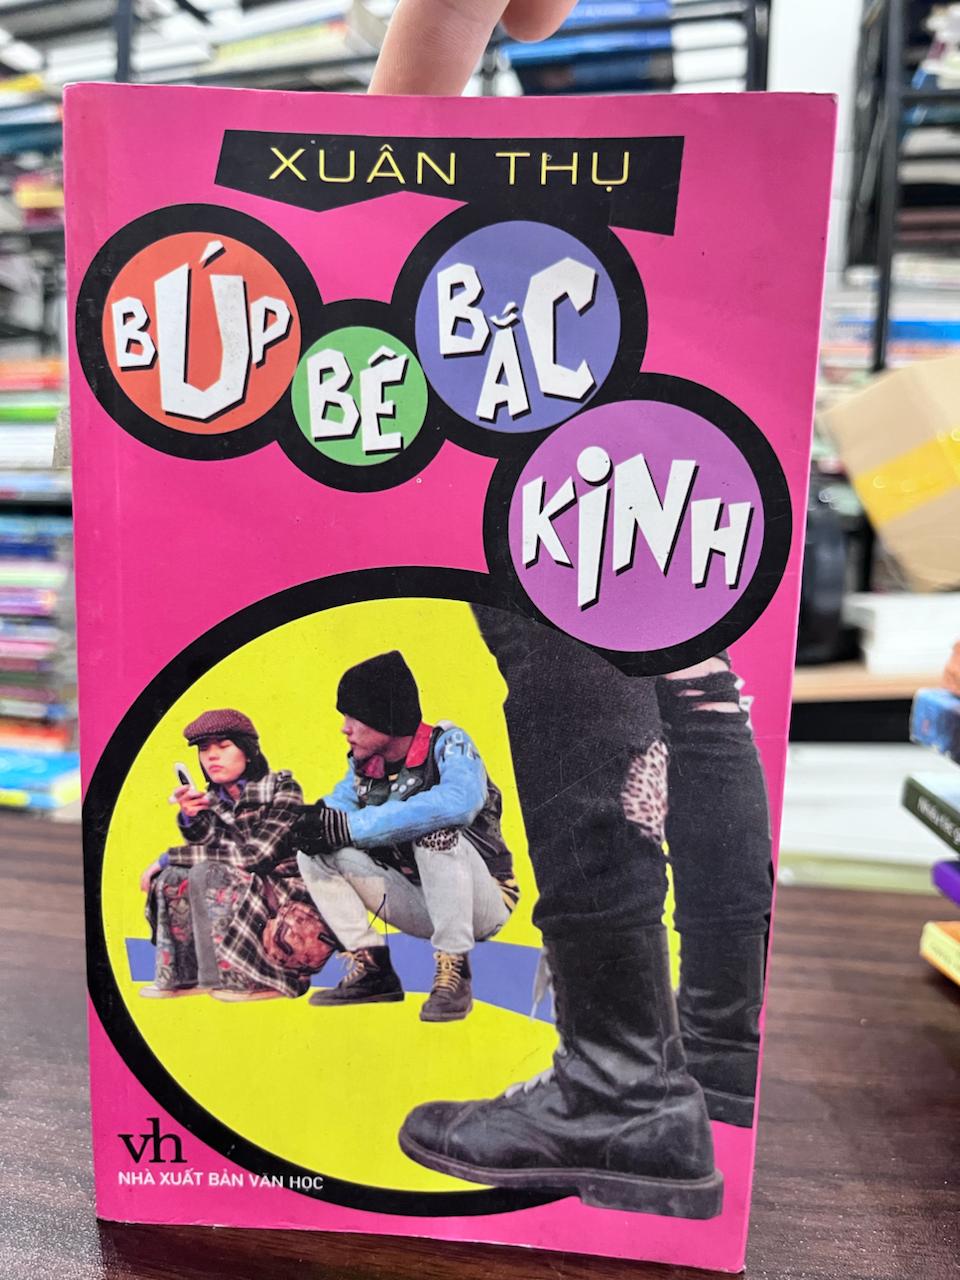 XUÂN THỤ
BÚP
BÊ
BẮC
KINH
vh
NHÀ XUẤT BẢN VĂN HỌC